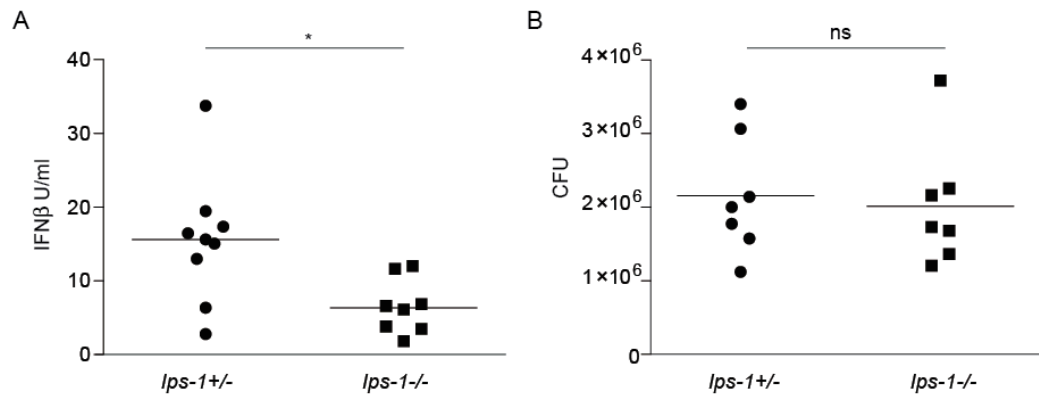 A
*
40
30
20
10
0
IFNβ U/ml
Ips-1+/-
Ips-1-/-
B
ns
4×10⁶
3×10⁶
2×10⁶
1×10⁶
0
CFU
Ips-1+/-
Ips-1-/-